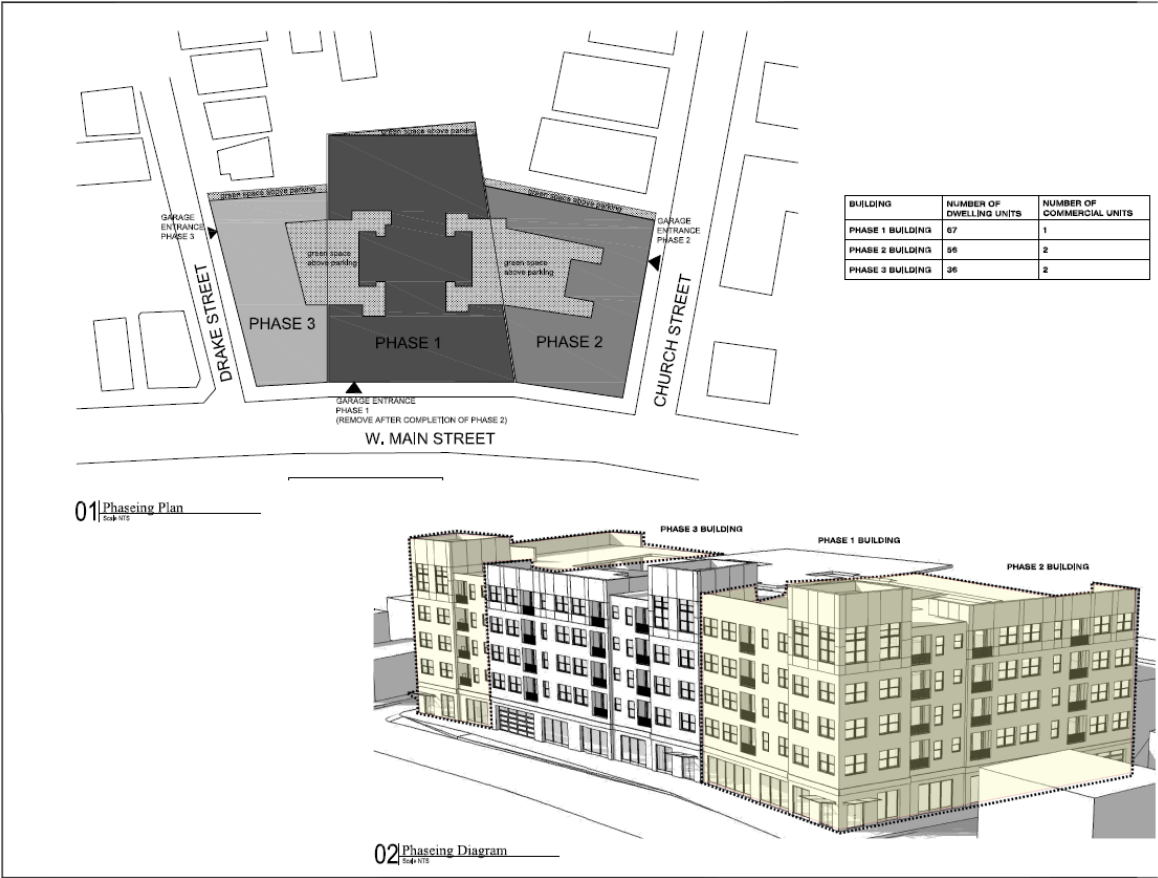 green space above parking
green space above parking
green space above parking
GARAGE
ENTRANCE
PHASE 3
GARAGE
ENTRANCE
PHASE 2
green space
above parking
green space
above parking
DRAKE STREET
CHURCH STREET
PHASE 3
PHASE 1
PHASE 2
GARAGE ENTRANCE
PHASE 1
(REMOVE AFTER COMPLETION OF PHASE 2)
W. MAIN STREET
BUILDING NUMBER OF DWELLING UNITS NUMBER OF COMMERCIAL UNITS
PHASE 1 BUILDING 67 1
PHASE 2 BUILDING 56 2
PHASE 3 BUILDING 36 2
01 Phaseing Plan
Scale NTS
PHASE 3 BUILDING
PHASE 1 BUILDING
PHASE 2 BUILDING
02 Phaseing Diagram
Scale NTS